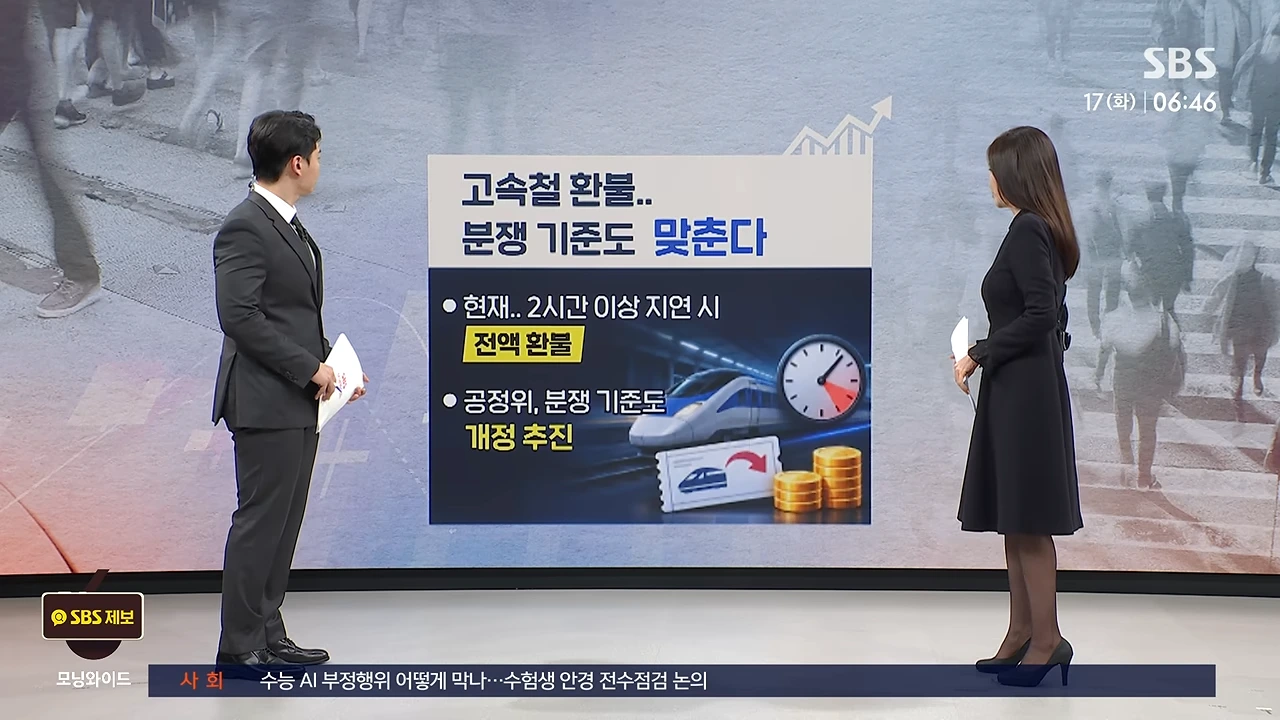 SBS
17(화) 06:46
고속철 환불..
분쟁 기준도 맞춘다
현재.. 2시간 이상 지연 시
전액 환불
공정위, 분쟁 기준도
개정 추진
SBS 제보
모닝와이드
사회 수능 AI 부정행위 어떻게 막나…수험생 안경 전수점검 논의